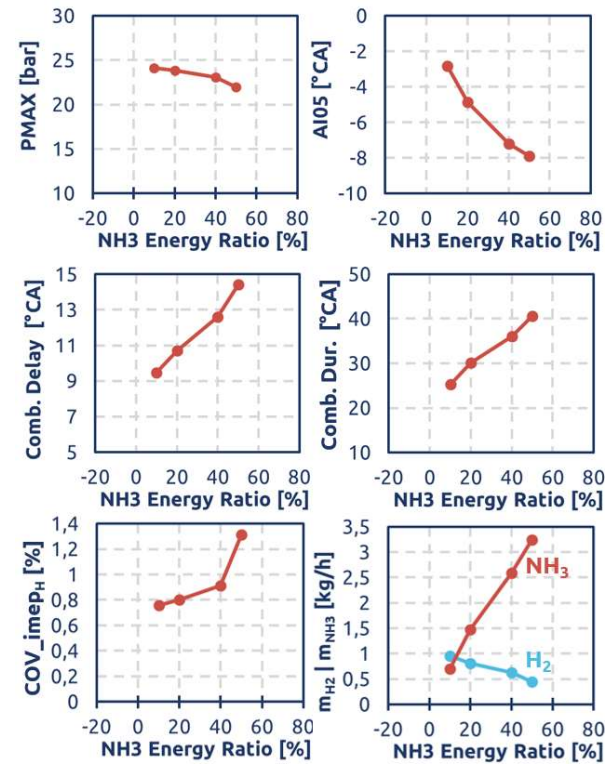 PMAX [bar]
30
25
20
15
10
-20 0 20 40 60 80
NH3 Energy Ratio [%]
AI05 [°CA]
0
-2
-4
-6
-8
-10
-20 0 20 40 60 80
NH3 Energy Ratio [%]
Comb. Delay [°CA]
15
13
11
9
7
5
-20 0 20 40 60 80
NH3 Energy Ratio [%]
Comb. Dur. [°CA]
50
40
30
20
10
-20 0 20 40 60 80
NH3 Energy Ratio [%]
COV_imepH [%]
1,4
1,2
1
0,8
0,6
0,4
0,2
0
-20 0 20 40 60 80
NH3 Energy Ratio [%]
mH2 | mNH3 [kg/h]
3,5
3
2,5
2
1,5
1
0,5
0
NH3
H2
-20 0 20 40 60 80
NH3 Energy Ratio [%]